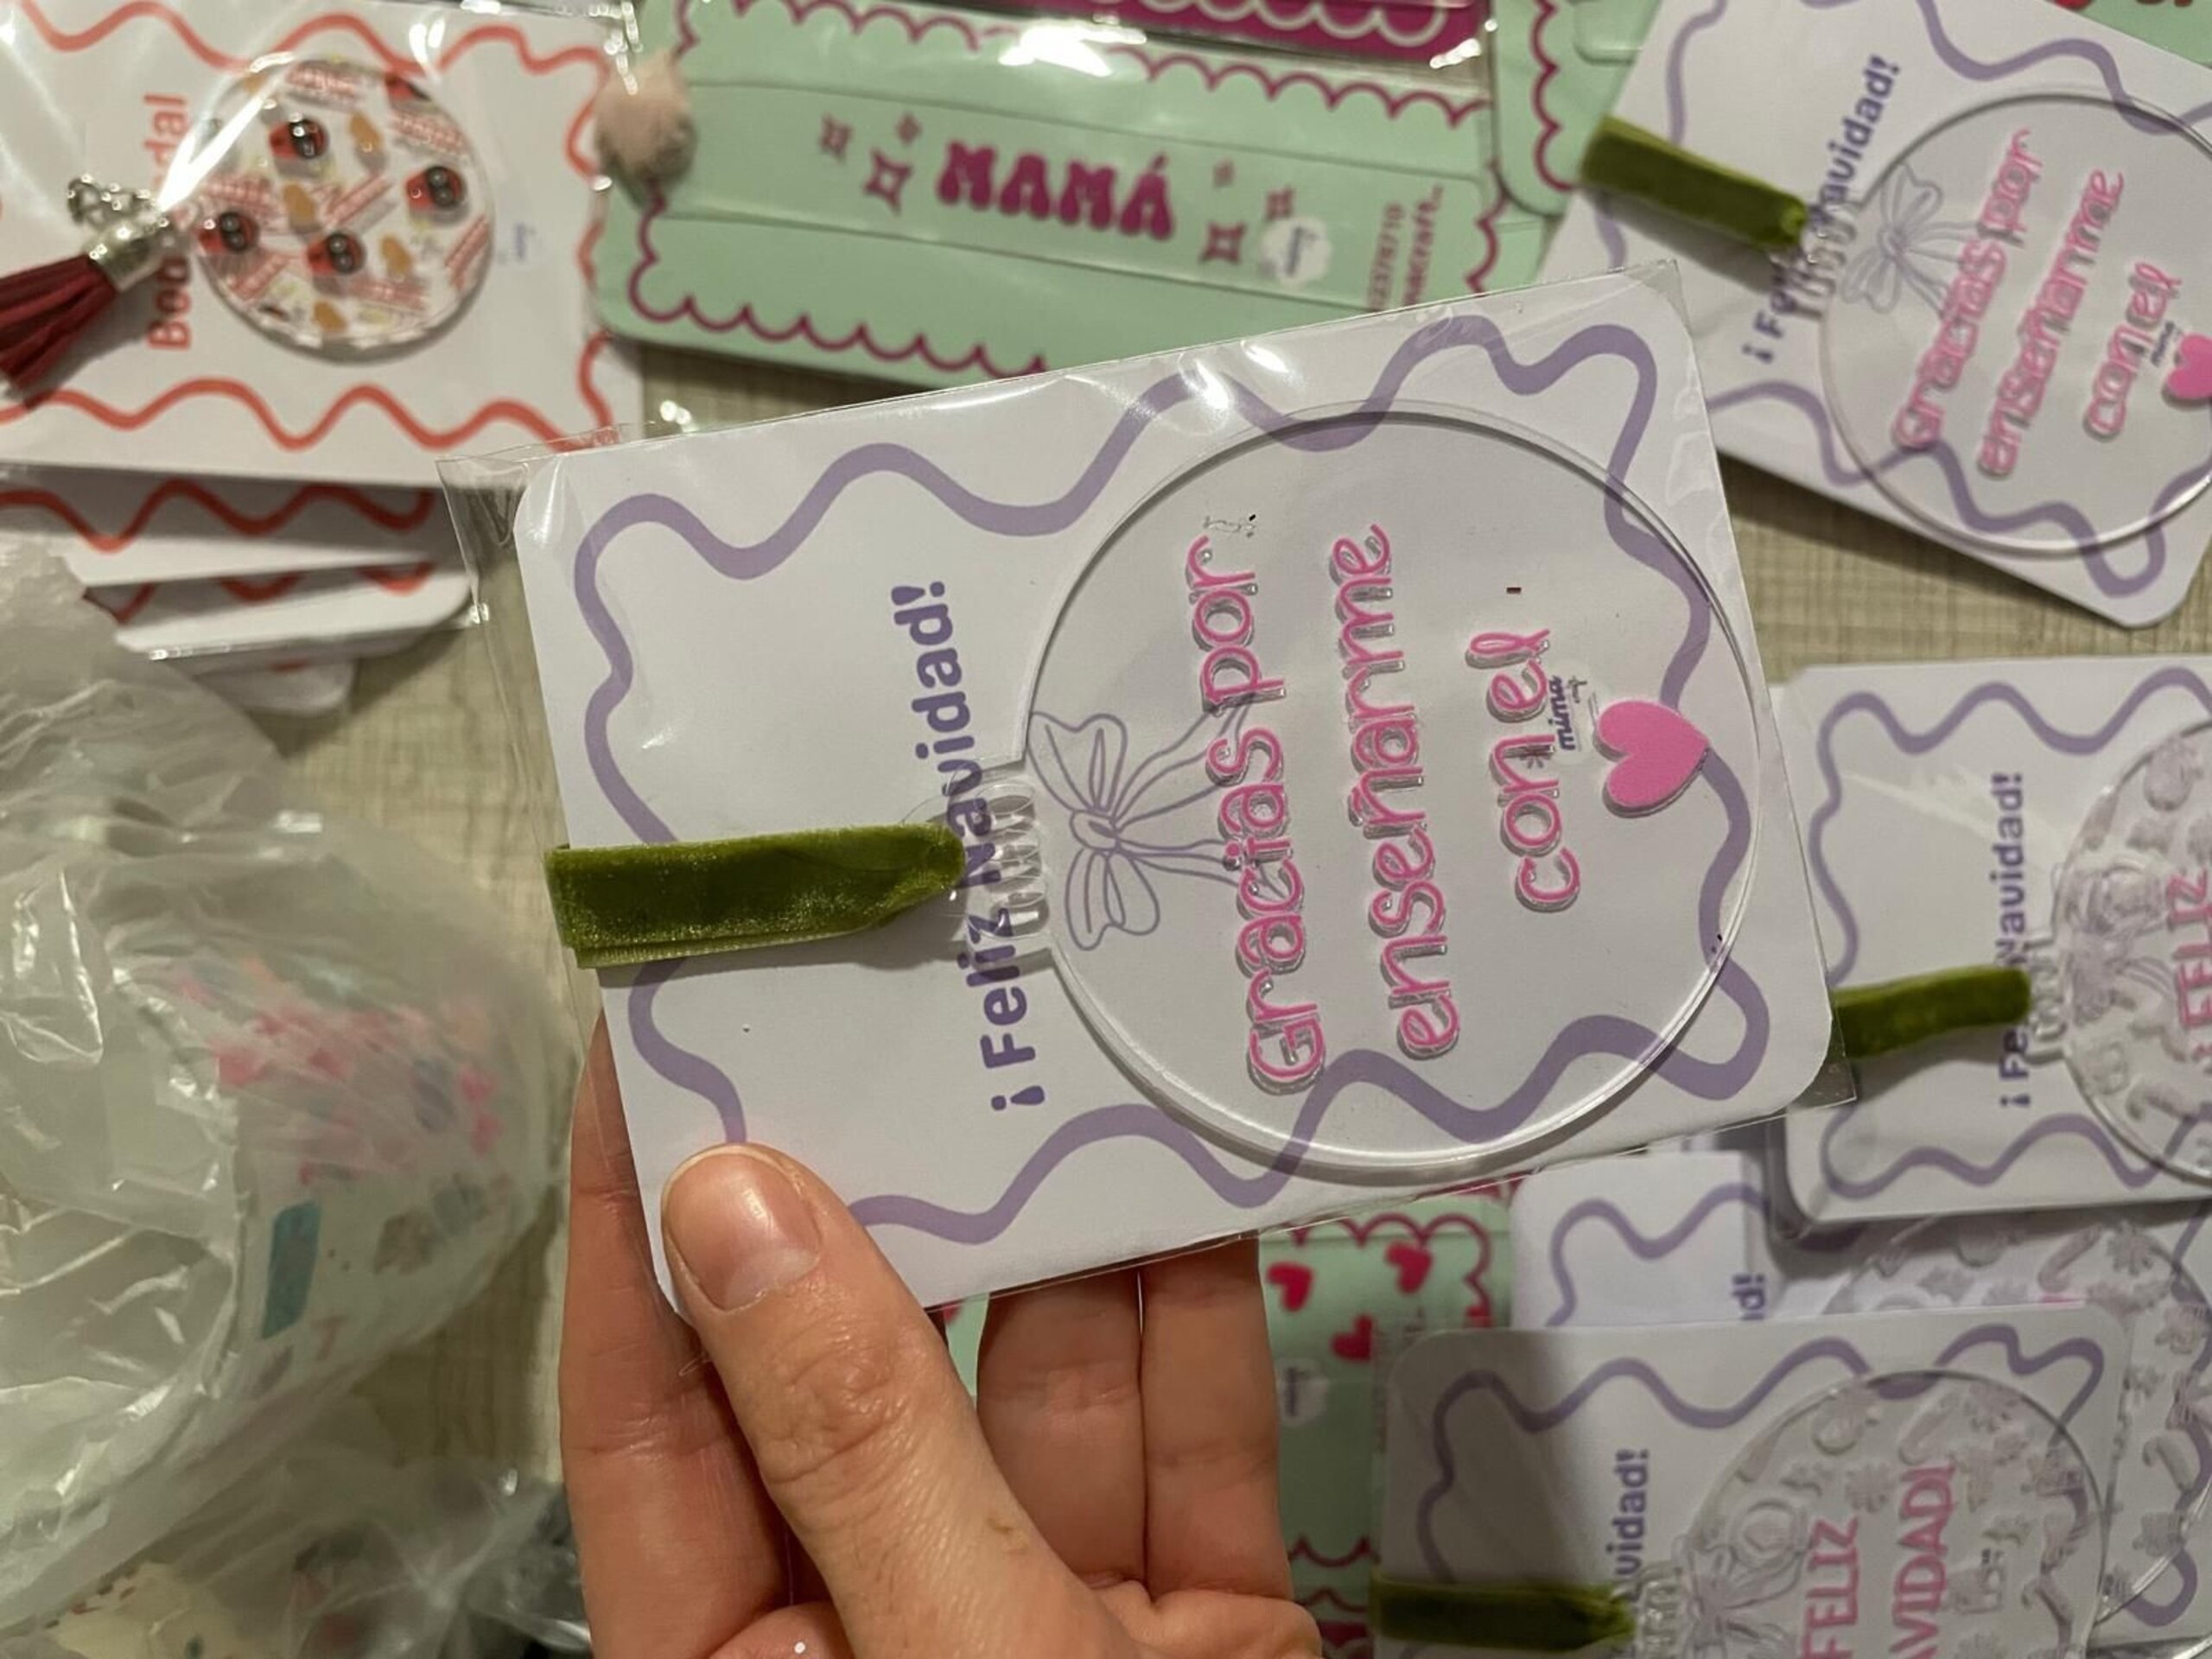 ¡Feliz Navidad!
Gracias por
enseñarme
con el
mima
MAMÁ
¡Feliz Navidad!
Gracias por
enseñarme
con el
¡Feliz Navidad!
FELIZ
FELIZ